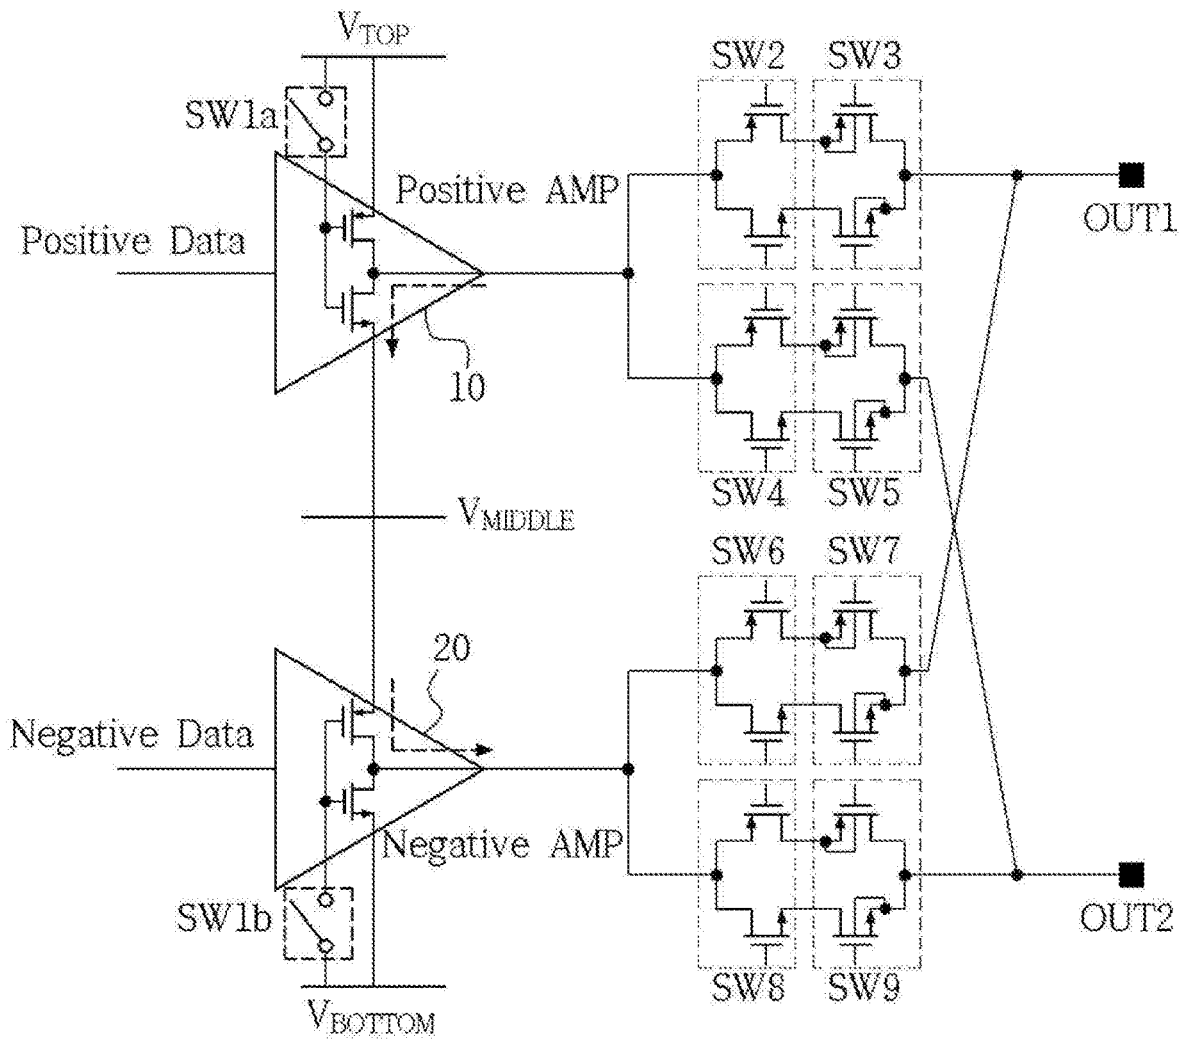 VTOP
SW2
SW3
SW1a
Positive AMP
OUT1
Positive Data
10
SW4
SW5
VMIDDLE
SW6
SW7
20
Negative Data
Negative AMP
SW1b
OUT2
SW8
SW9
VBOTTOM